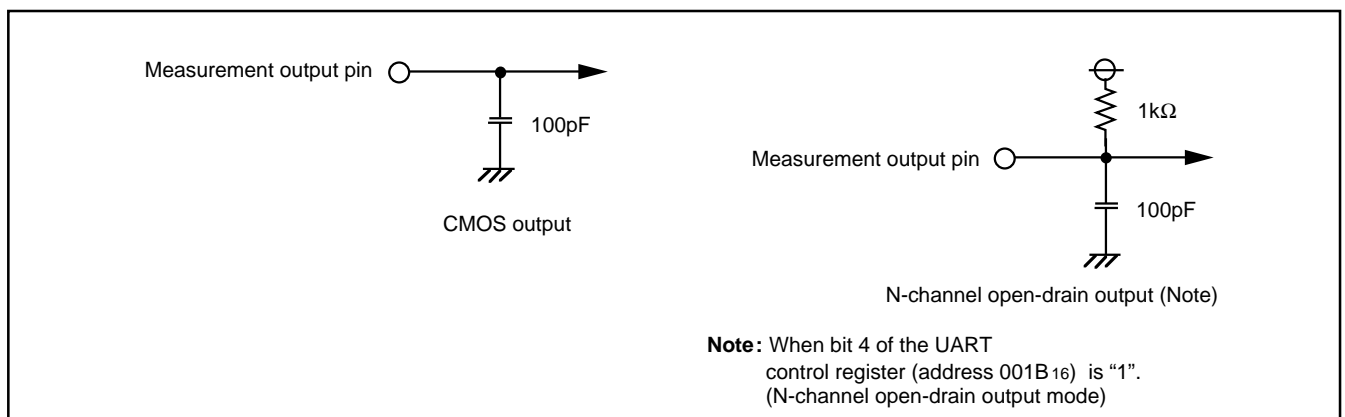 Measurement output pin
100pF
CMOS output
1kΩ
Measurement output pin
100pF
N-channel open-drain output (Note)
Note: When bit 4 of the UART
control register (address 001B16) is “1”.
(N-channel open-drain output mode)